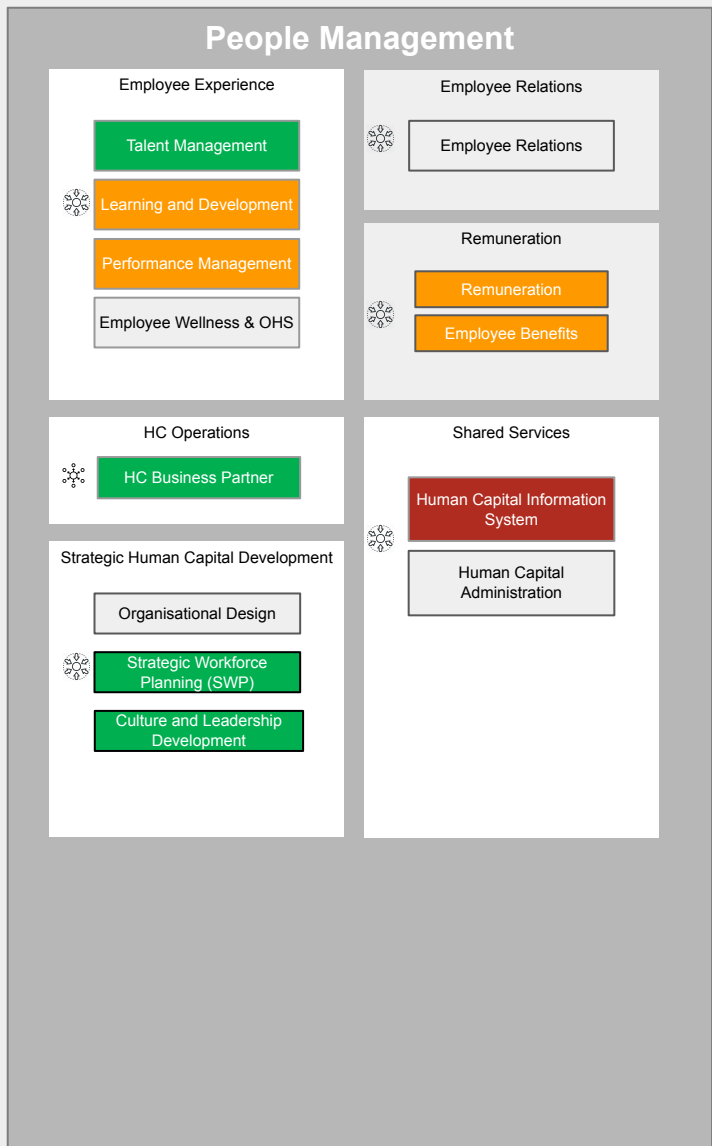 People Management
Employee Experience
Talent Management
Learning and Development
Performance Management
Employee Wellness & OHS
Employee Relations
Employee Relations
Remuneration
Remuneration
Employee Benefits
HC Operations
HC Business Partner
Shared Services
Human Capital Information
System
Human Capital
Administration
Strategic Human Capital Development
Organisational Design
Strategic Workforce
Planning (SWP)
Culture and Leadership
Development